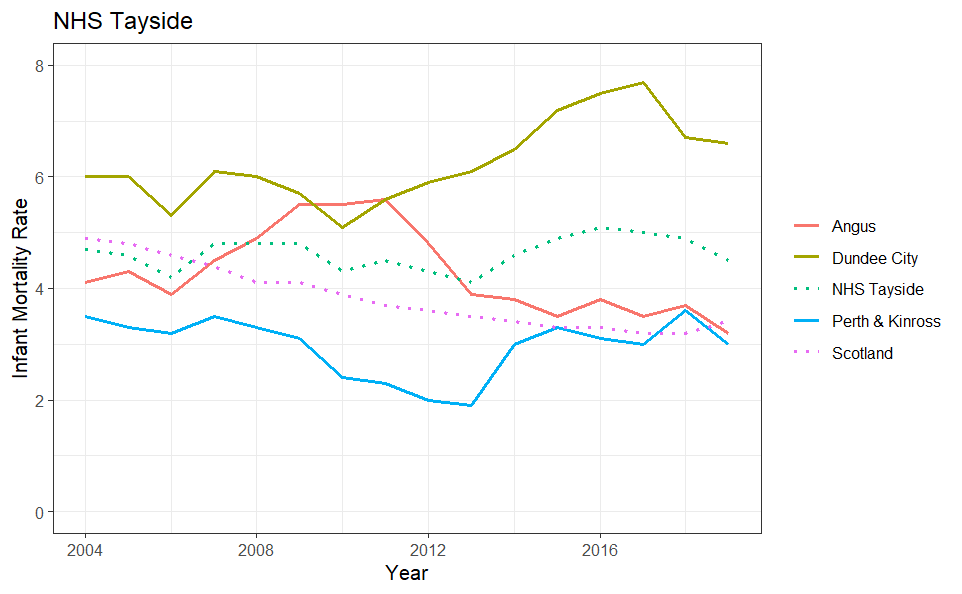 NHS Tayside
8
6
4
2
0
Infant Mortality Rate
2004 2008 2012 2016
Year
Angus
Dundee City
NHS Tayside
Perth & Kinross
Scotland